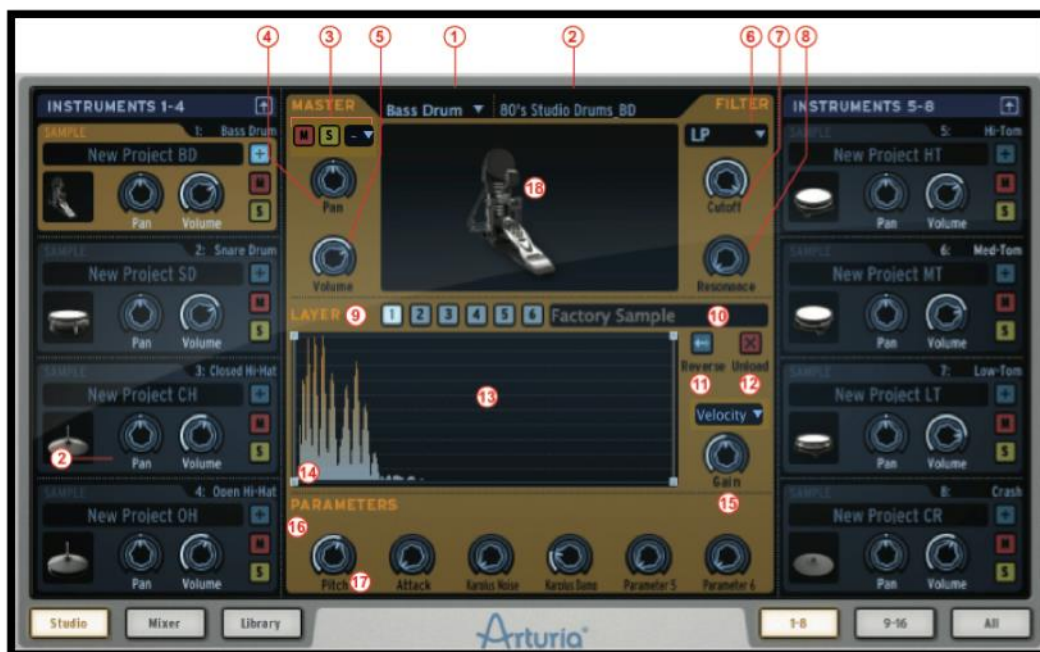 4 3 5 1 2 6 7 8
INSTRUMENTS 1-4
SAMPLE 1: Bass Drum
New Project BD
+
M
S
Pan Volume
SAMPLE 2: Snare Drum
New Project SD
+
M
S
Pan Volume
SAMPLE 3: Closed Hi-Hat
New Project CH
+
M
S
2
Pan Volume
SAMPLE 4: Open Hi-Hat
New Project OH
+
M
S
Pan Volume
MASTER
Bass Drum ▼ 80's Studio Drums_BD
FILTER
M S - ▼
LP ▼
Pan
18
Cutoff
Volume
Resonance
LAYER 9 1 2 3 4 5 6 Factory Sample 10
Reverse Unload
11 12
13
Velocity ▼
14
Gain
15
PARAMETERS
16
Pitch 17 Attack Karplus Noise Karplus Damp Parameter 5 Parameter 6
INSTRUMENTS 5-8
SAMPLE 5: Hi-Tom
New Project HT
+
M
S
Pan Volume
SAMPLE 6: Med-Tom
New Project MT
+
M
S
Pan Volume
SAMPLE 7: Low-Tom
New Project LT
+
M
S
Pan Volume
SAMPLE 8: Crash
New Project CR
+
M
S
Pan Volume
Studio Mixer Library
Arturia®
1-8 9-16 All